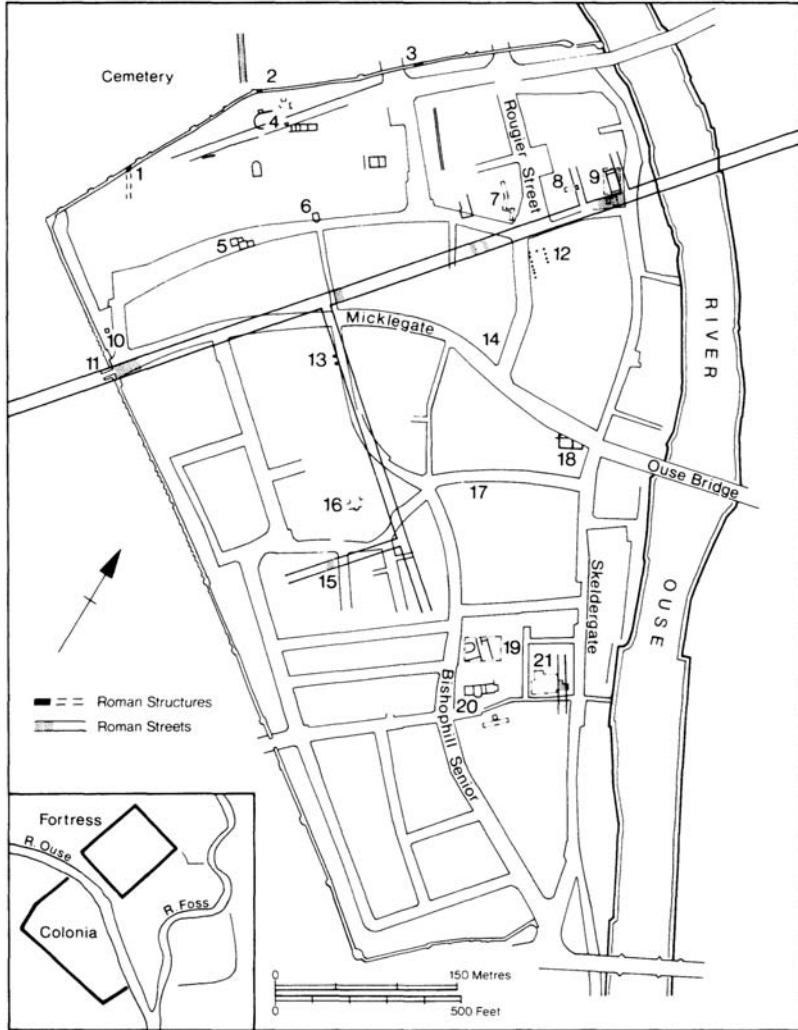 Cemetery
1
2
3
4
5
6
7
Rougier Street
8
9
10
11
12
Micklegate
13
14
RIVER
OUSE
15
16
17
18
Ouse Bridge
Skeldergate
19
20
21
Bishophill Senior
Roman Structures
Roman Streets
Fortress
R. Ouse
R. Foss
Colonia
0 150 Metres
0 500 Feet